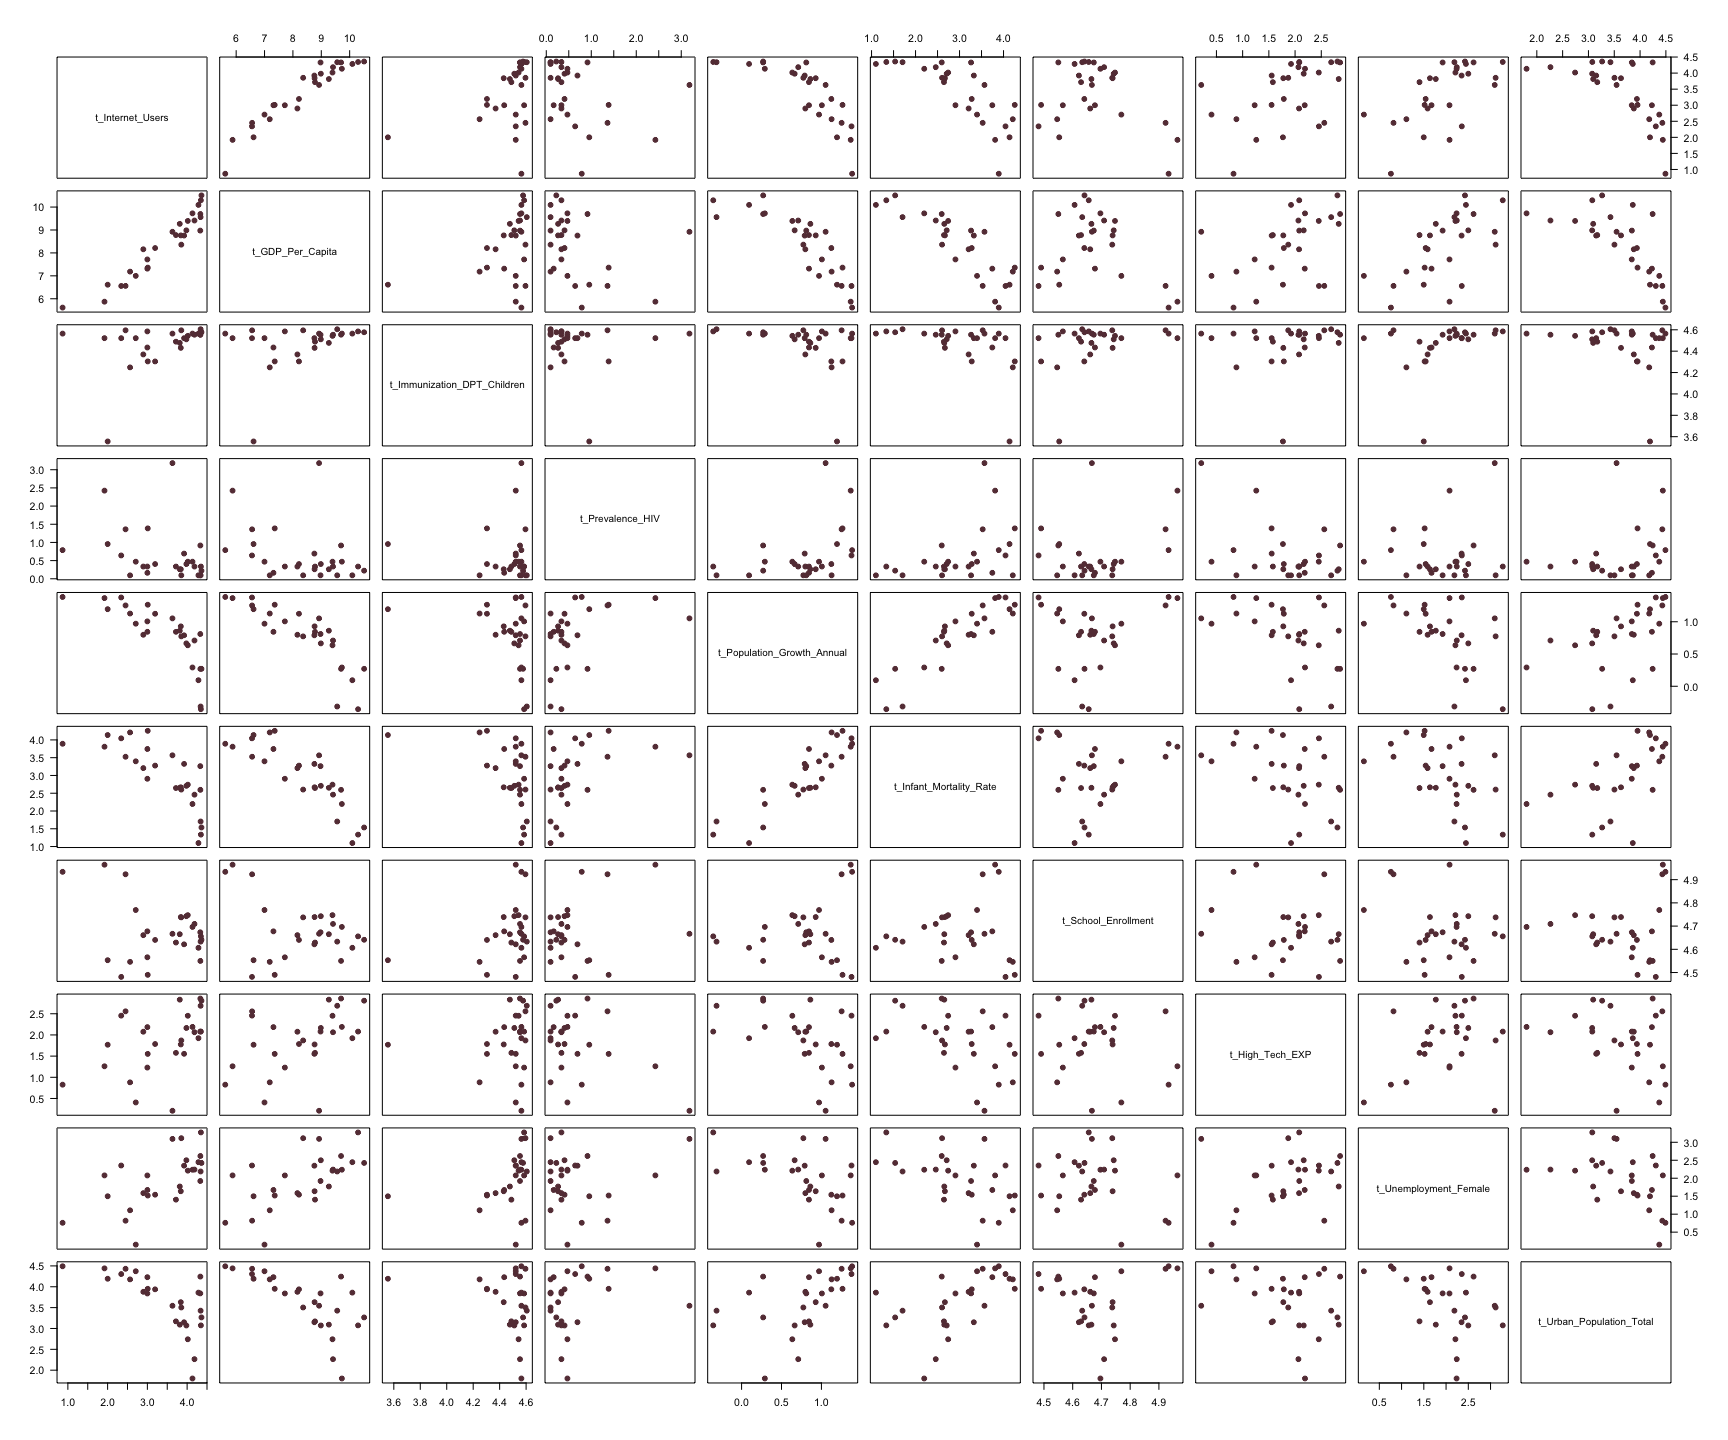 6 7 8 9 10 0.0 1.0 2.0 3.0 1.0 2.0 3.0 4.0 0.5 1.0 1.5 2.0 2.5 2.0 2.5 3.0 3.5 4.0 4.5
t_Internet_Users 1.0 1.5 2.0 2.5 3.0 3.5 4.0 4.5
6 7 8 9 10 t_GDP_Per_Capita
t_Immunization_DPT_Children 3.6 3.8 4.0 4.2 4.4 4.6
0.0 0.5 1.0 1.5 2.0 2.5 3.0 t_Prevalence_HIV
t_Population_Growth_Annual 0.0 0.5 1.0
1.0 1.5 2.0 2.5 3.0 3.5 4.0 t_Infant_Mortality_Rate
t_School_Enrollment 4.5 4.6 4.7 4.8 4.9
0.5 1.0 1.5 2.0 2.5 t_High_Tech_EXP
t_Unemployment_Female 0.5 1.0 1.5 2.0 2.5 3.0
2.0 2.5 3.0 3.5 4.0 4.5 t_Urban_Population_Total
1.0 2.0 3.0 4.0 3.6 3.8 4.0 4.2 4.4 4.6 0.0 0.5 1.0 4.5 4.6 4.7 4.8 4.9 0.5 1.5 2.5